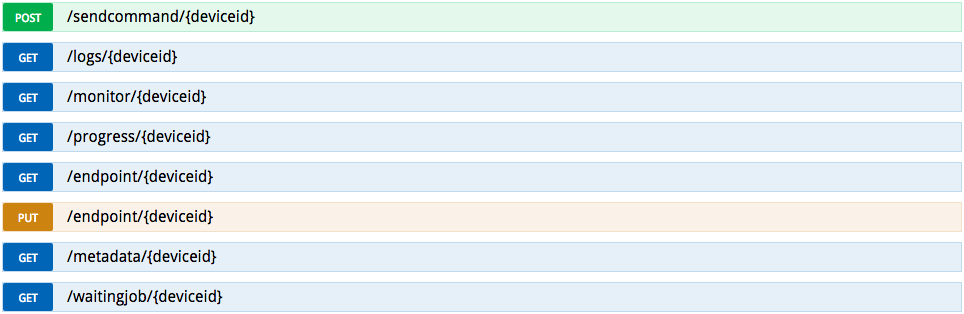 POST /sendcommand/{deviceid}
GET /logs/{deviceid}
GET /monitor/{deviceid}
GET /progress/{deviceid}
GET /endpoint/{deviceid}
PUT /endpoint/{deviceid}
GET /metadata/{deviceid}
GET /waitingjob/{deviceid}